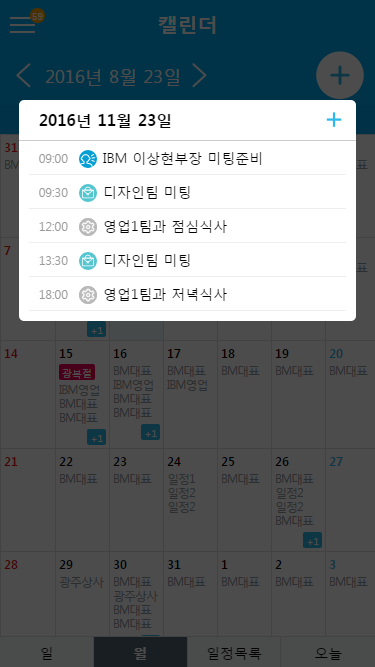 59
캘린더
2016년 8월 23일
2016년 11월 23일
09:00 IBM 이상현부장 미팅준비
09:30 디자인팀 미팅
12:00 영업1팀과 점심식사
13:30 디자인팀 미팅
18:00 영업1팀과 저녁식사
31
7
+1
14 15 16 17 18 19 20
광복절 BM대표 BM대표 BM대표 BM대표 BM대표
IBM영업 IBM영업 IBM영업
BM대표 BM대표
BM대표 BM대표
+1 +1
21 22 23 24 25 26 27
BM대표 BM대표 일정1 BM대표 BM대표
일정2 일정2
일정2 일정2
BM대표
+1
28 29 30 31 1 2 3
광주상사 BM대표 BM대표 BM대표 BM대표 BM대표
광주상사
BM대표
BM대표
일 월 일정목록 오늘